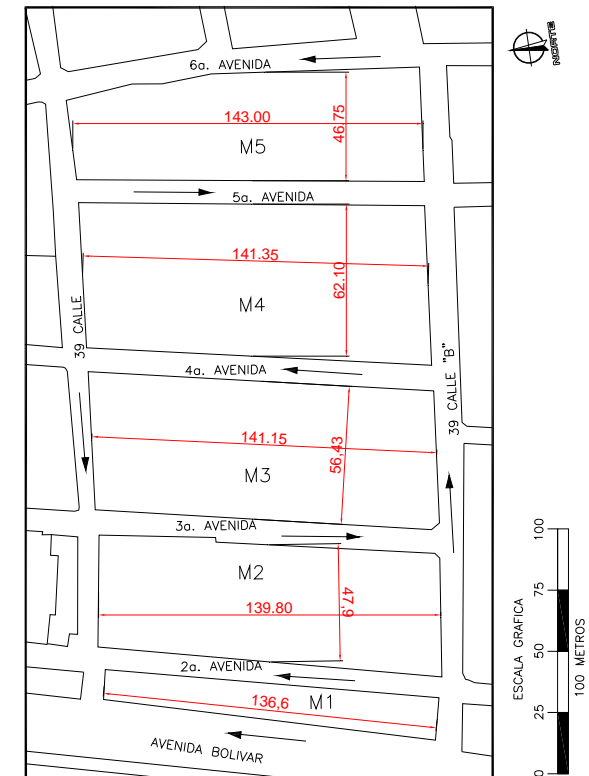 6a. AVENIDA
NORTE
143.00
46.75
M5
5a. AVENIDA
141.35
62.10
M4
39 CALLE
4a. AVENIDA
39 CALLE "B"
141.15
56,43
M3
3a. AVENIDA
M2
47,9
139.80
2a. AVENIDA
136,6
M1
AVENIDA BOLIVAR
ESCALA GRAFICA
0
25
50
75
100
100 METROS